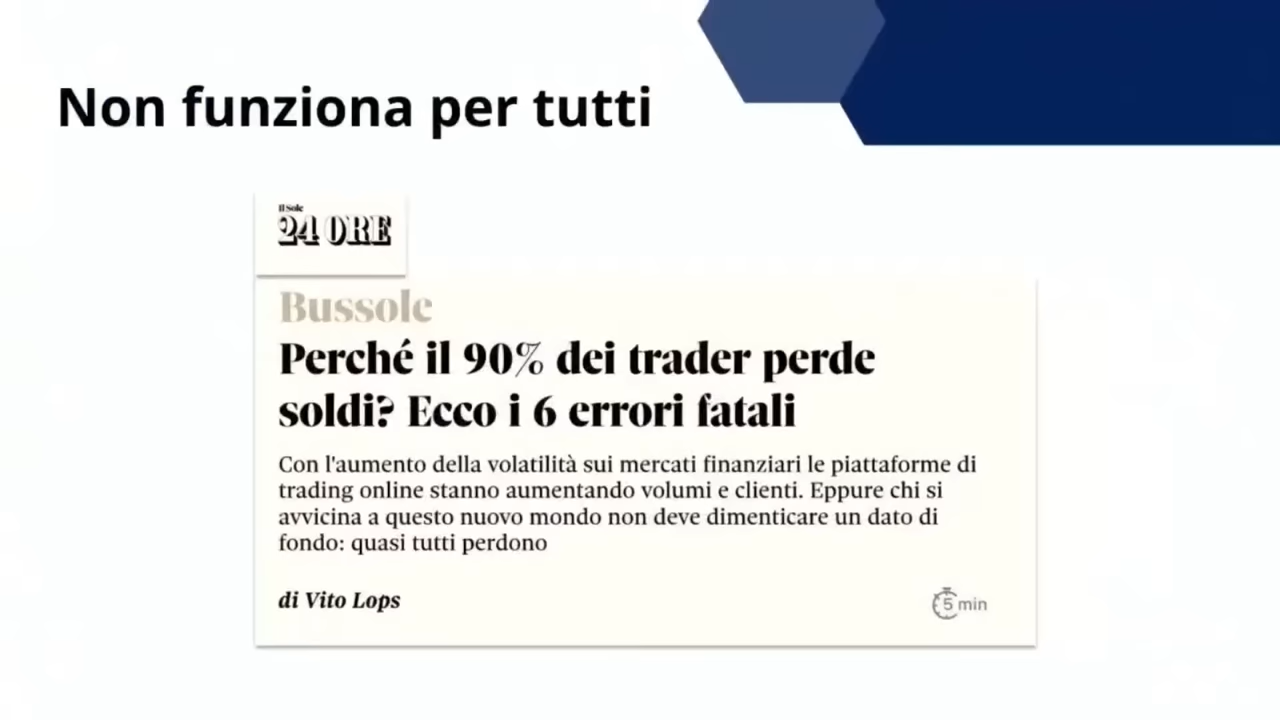 Non funziona per tutti
Il Sole
24 ORE
Bussole
Perché il 90% dei trader perde
soldi? Ecco i 6 errori fatali
Con l'aumento della volatilità sui mercati finanziari le piattaforme di
trading online stanno aumentando volumi e clienti. Eppure chi si
avvicina a questo nuovo mondo non deve dimenticare un dato di
fondo: quasi tutti perdono
di Vito Lops
5 min